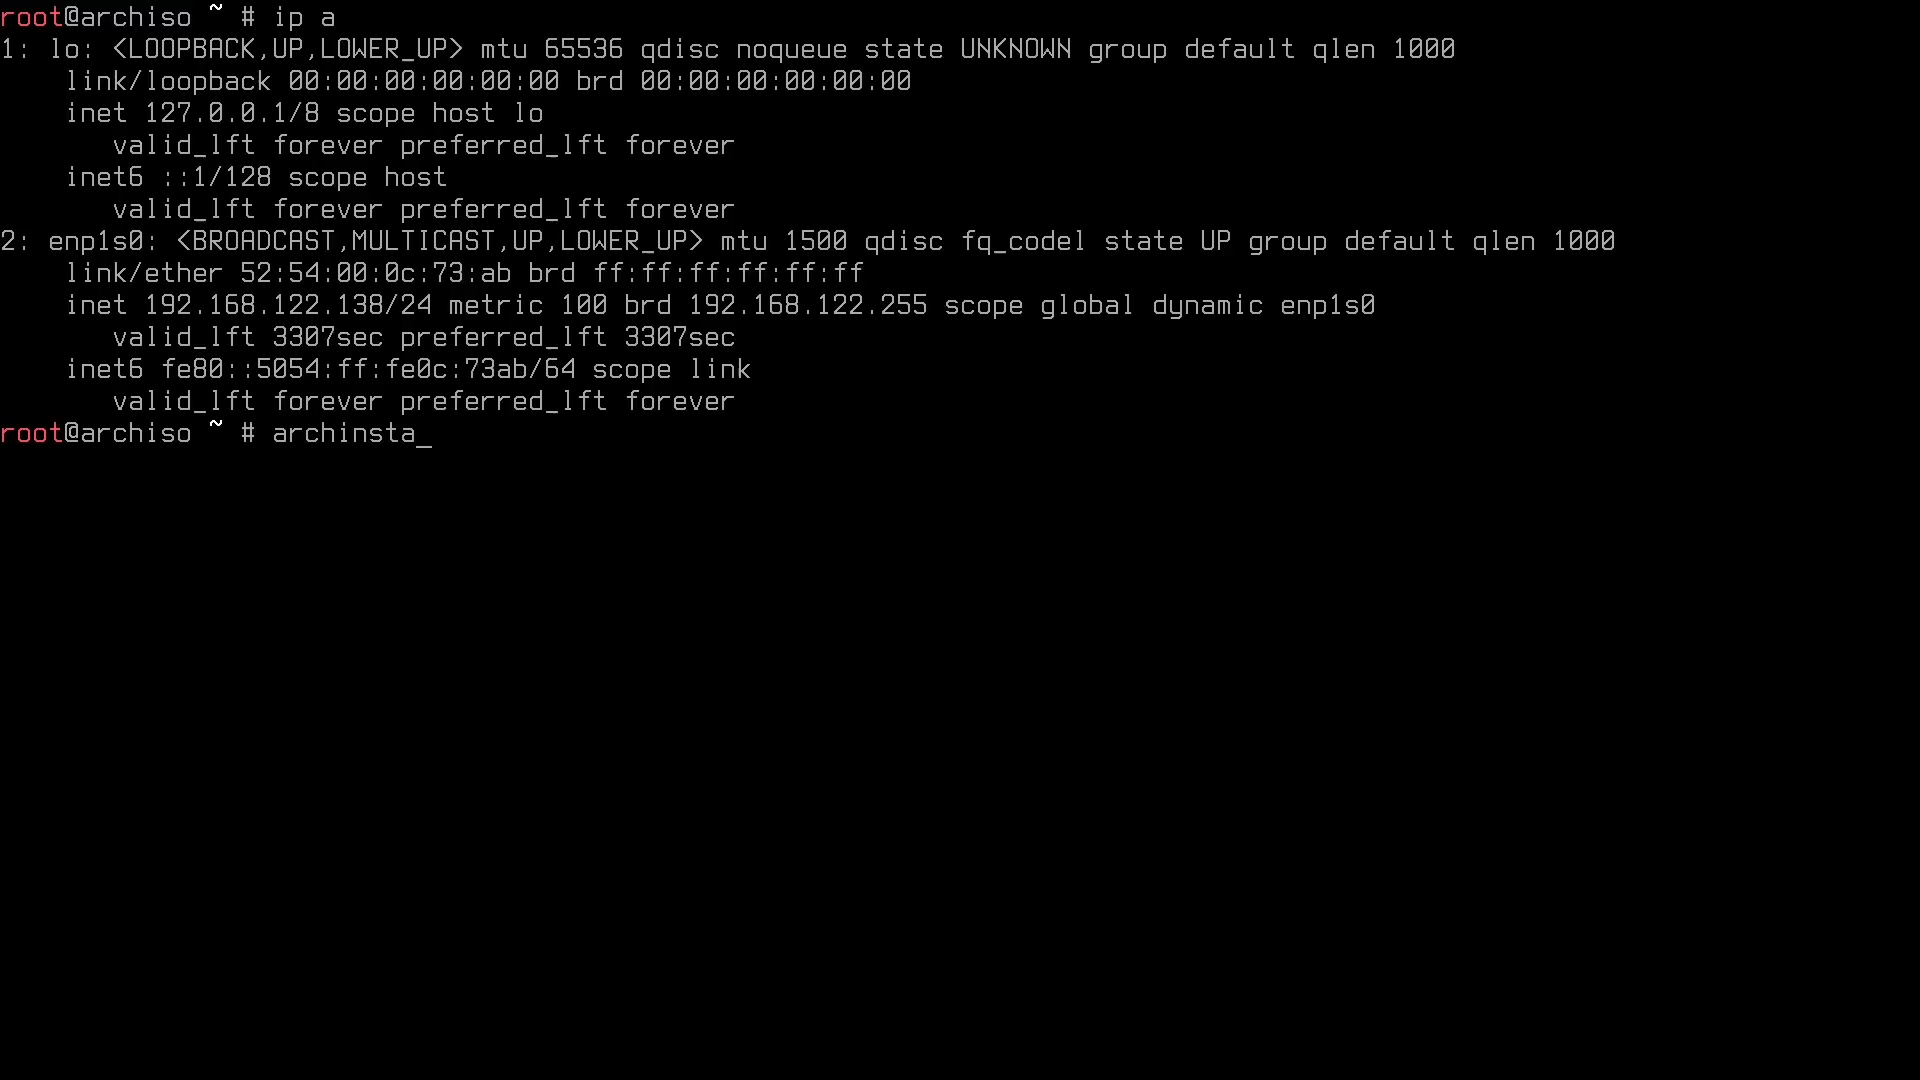 root@archiso ~ # ip a
1: lo: <LOOPBACK,UP,LOWER_UP> mtu 65536 qdisc noqueue state UNKNOWN group default qlen 1000
    link/loopback 00:00:00:00:00:00 brd 00:00:00:00:00:00
    inet 127.0.0.1/8 scope host lo
       valid_lft forever preferred_lft forever
    inet6 ::1/128 scope host
       valid_lft forever preferred_lft forever
2: enp1s0: <BROADCAST,MULTICAST,UP,LOWER_UP> mtu 1500 qdisc fq_codel state UP group default qlen 1000
    link/ether 52:54:00:0c:73:ab brd ff:ff:ff:ff:ff:ff
    inet 192.168.122.138/24 metric 100 brd 192.168.122.255 scope global dynamic enp1s0
       valid_lft 3307sec preferred_lft 3307sec
    inet6 fe80::5054:ff:fe0c:73ab/64 scope link
       valid_lft forever preferred_lft forever
root@archiso ~ # archinsta_